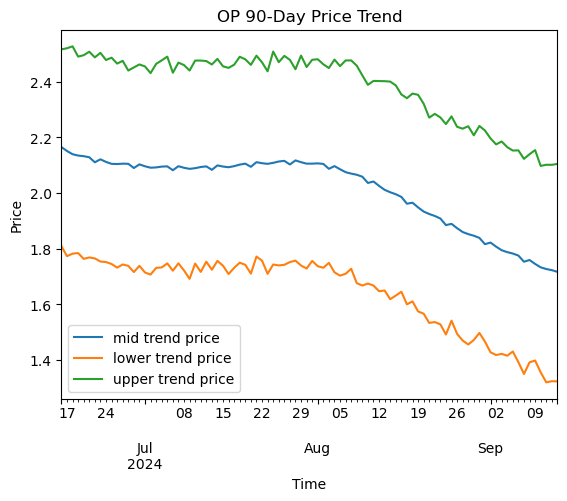 OP 90-Day Price Trend
Price
2.4
2.2
2.0
1.8
1.6
1.4
mid trend price
lower trend price
upper trend price
17 24 08 15 22 29 05 12 19 26 02 09
Jul Aug Sep
2024
Time